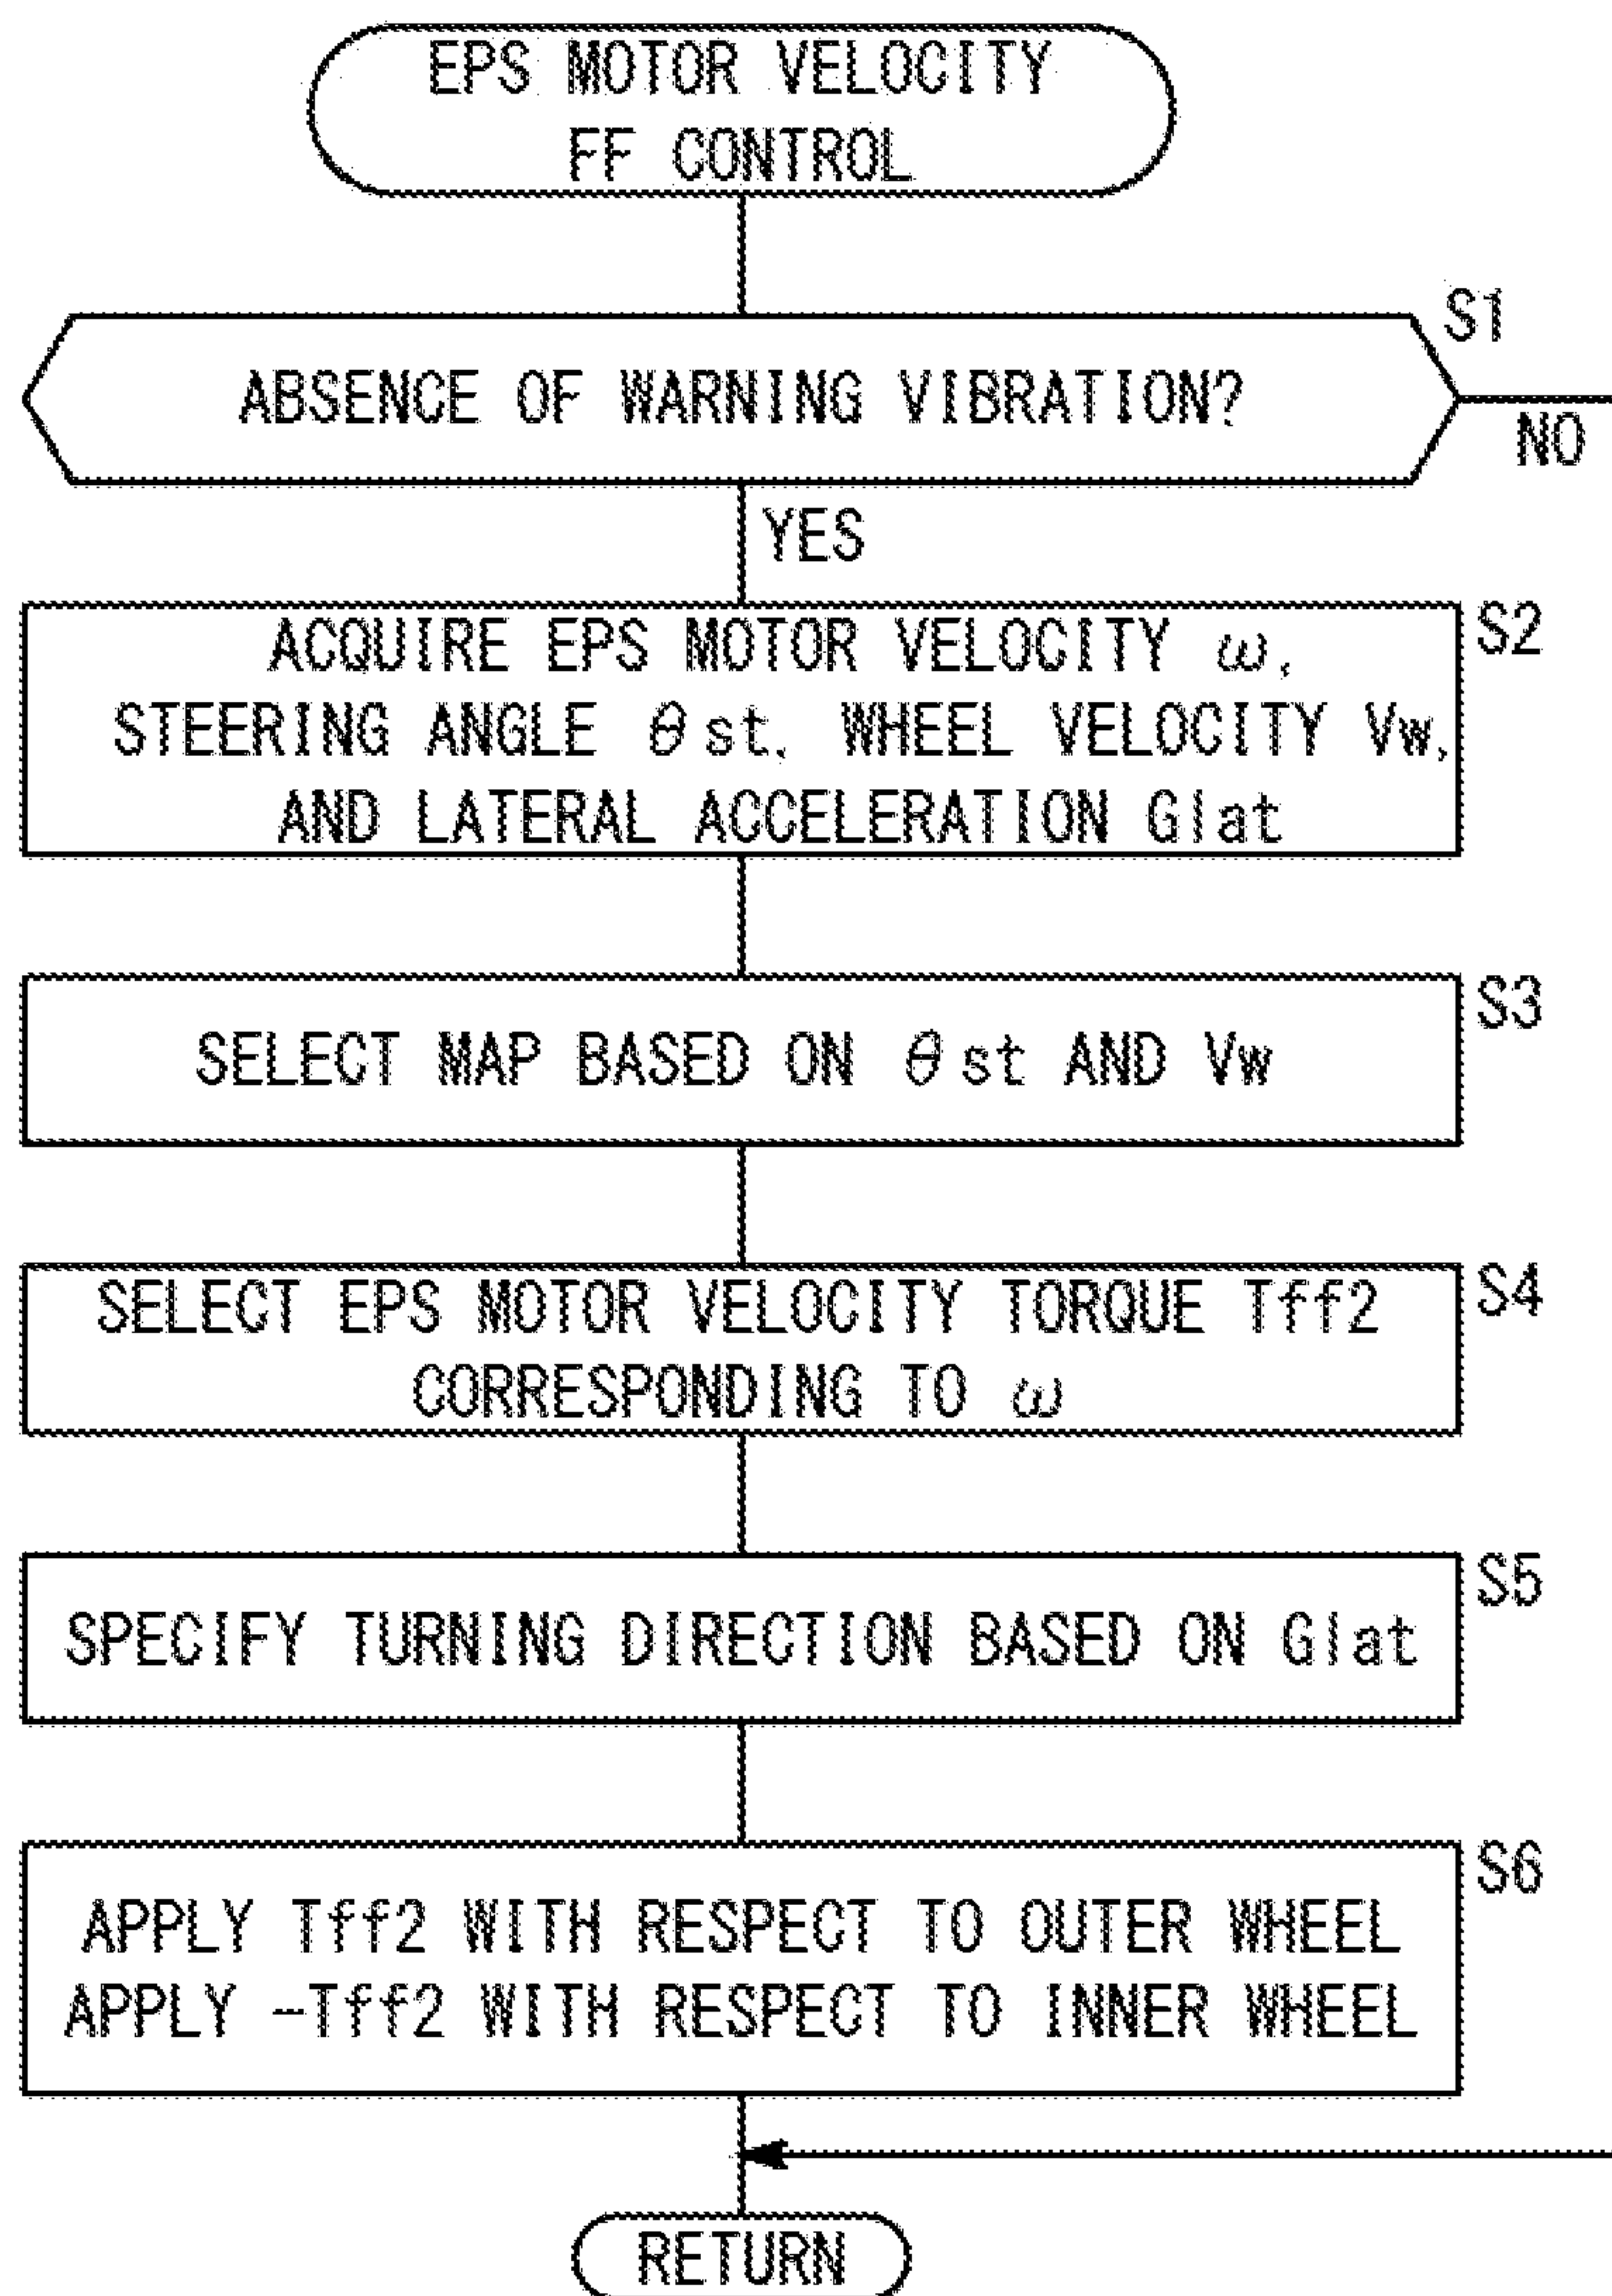 EPS MOTOR VELOCITY
FF CONTROL
S1
ABSENCE OF WARNING VIBRATION?
NO
YES
S2
ACQUIRE EPS MOTOR VELOCITY ω,
STEERING ANGLE θst, WHEEL VELOCITY Vw,
AND LATERAL ACCELERATION Glat
S3
SELECT MAP BASED ON θst AND Vw
S4
SELECT EPS MOTOR VELOCITY TORQUE Tff2
CORRESPONDING TO ω
S5
SPECIFY TURNING DIRECTION BASED ON Glat
S6
APPLY Tff2 WITH RESPECT TO OUTER WHEEL
APPLY -Tff2 WITH RESPECT TO INNER WHEEL
RETURN